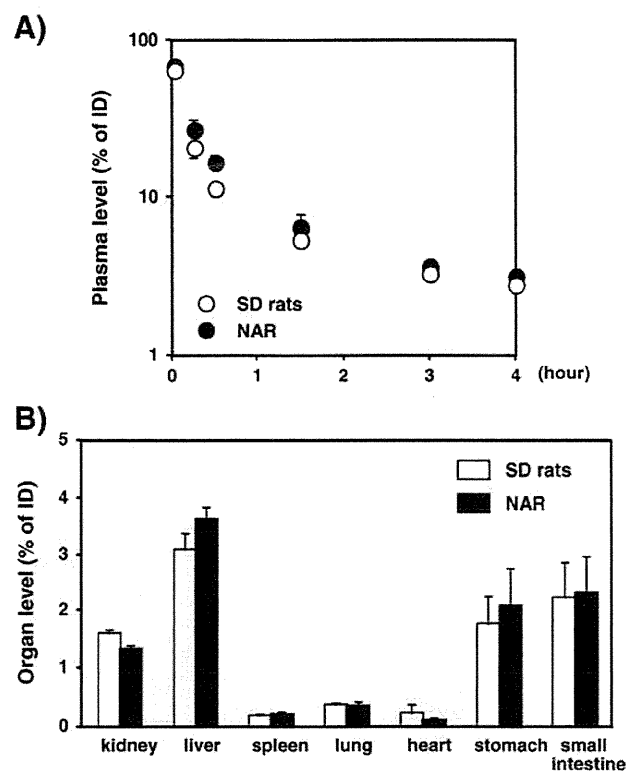 A)
Plasma level (% of ID)
100
10
1
SD rats
NAR
0 1 2 3 4 (hour)
B)
Organ level (% of ID)
5
4
3
2
1
0
SD rats
NAR
kidney liver spleen lung heart stomach small
intestine